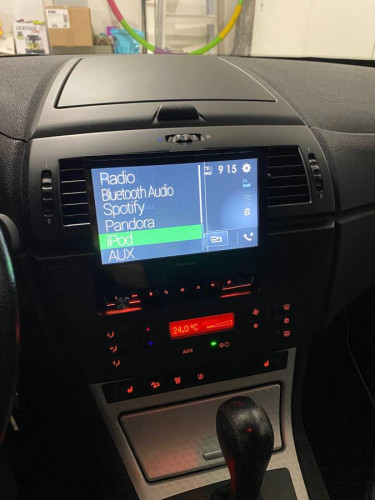 9 15
Radio
Bluetooth Audio
Spotify
Pandora
iPod
AUX
24.0 °C
AUTO